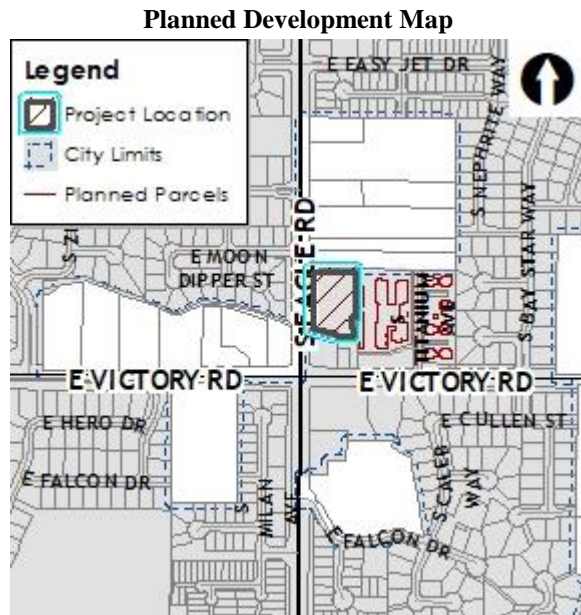 Planned Development Map
Legend
Project Location
City Limits
Planned Parcels
E EASY JET DR
S NEPHRITE WAY
S BAY STAR WAY
S EAGLE RD
E MOON
DIPPER ST
S ZI
S
TITANIUM
AVE
E VICTORY RD
E VICTORY RD
E HERO DR
E CULLEN ST
E FALCON DR
S
MILAN
AVE
S CALEB
WAY
E FALCON DR